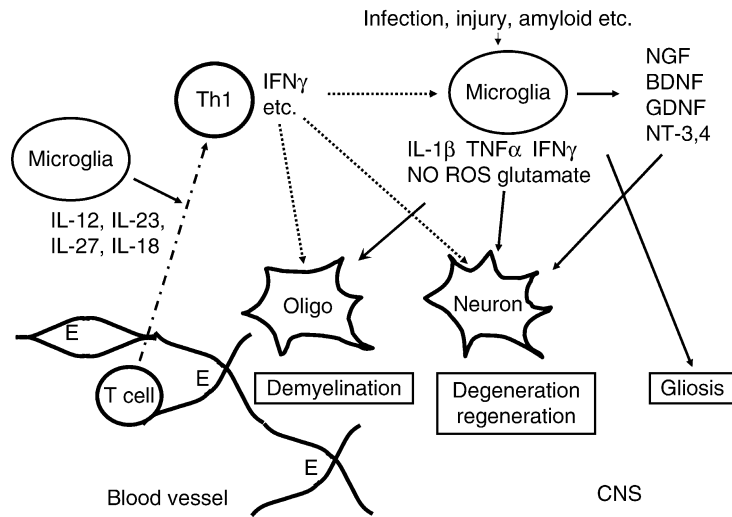 Infection, injury, amyloid etc.
Th1
IFNγ
etc.
Microglia
NGF
BDNF
GDNF
NT-3,4
Microglia
IL-1β TNFα IFNγ
NO ROS glutamate
IL-12, IL-23,
IL-27, IL-18
Oligo
Neuron
E
E
T cell
Demyelination
Degeneration
regeneration
Gliosis
E
Blood vessel
CNS